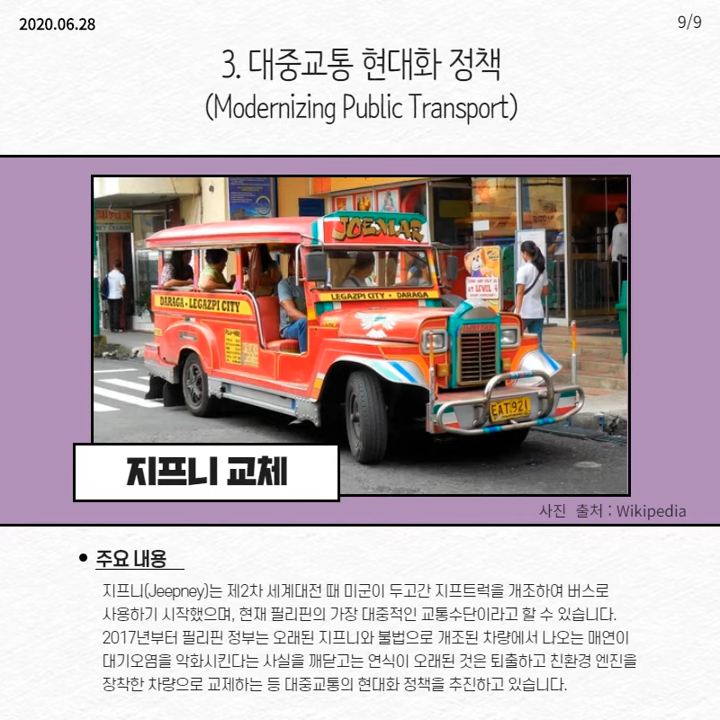 2020.06.28
9/9
3. 대중교통 현대화 정책
(Modernizing Public Transport)
JOEMAR
LEGAZPI CITY - DARAGA
DARAGA - LEGAZPI CITY
AT LEVEL 4
EAT 921
지프니 교체
사진 출처 : Wikipedia
• 주요 내용
지프니(Jeepney)는 제2차 세계대전 때 미군이 두고간 지프트럭을 개조하여 버스로
사용하기 시작했으며, 현재 필리핀의 가장 대중적인 교통수단이라고 할 수 있습니다.
2017년부터 필리핀 정부는 오래된 지프니와 불법으로 개조된 차량에서 나오는 매연이
대기오염을 악화시킨다는 사실을 깨닫고는 연식이 오래된 것은 퇴출하고 친환경 엔진을
장착한 차량으로 교제하는 등 대중교통의 현대화 정책을 추진하고 있습니다.